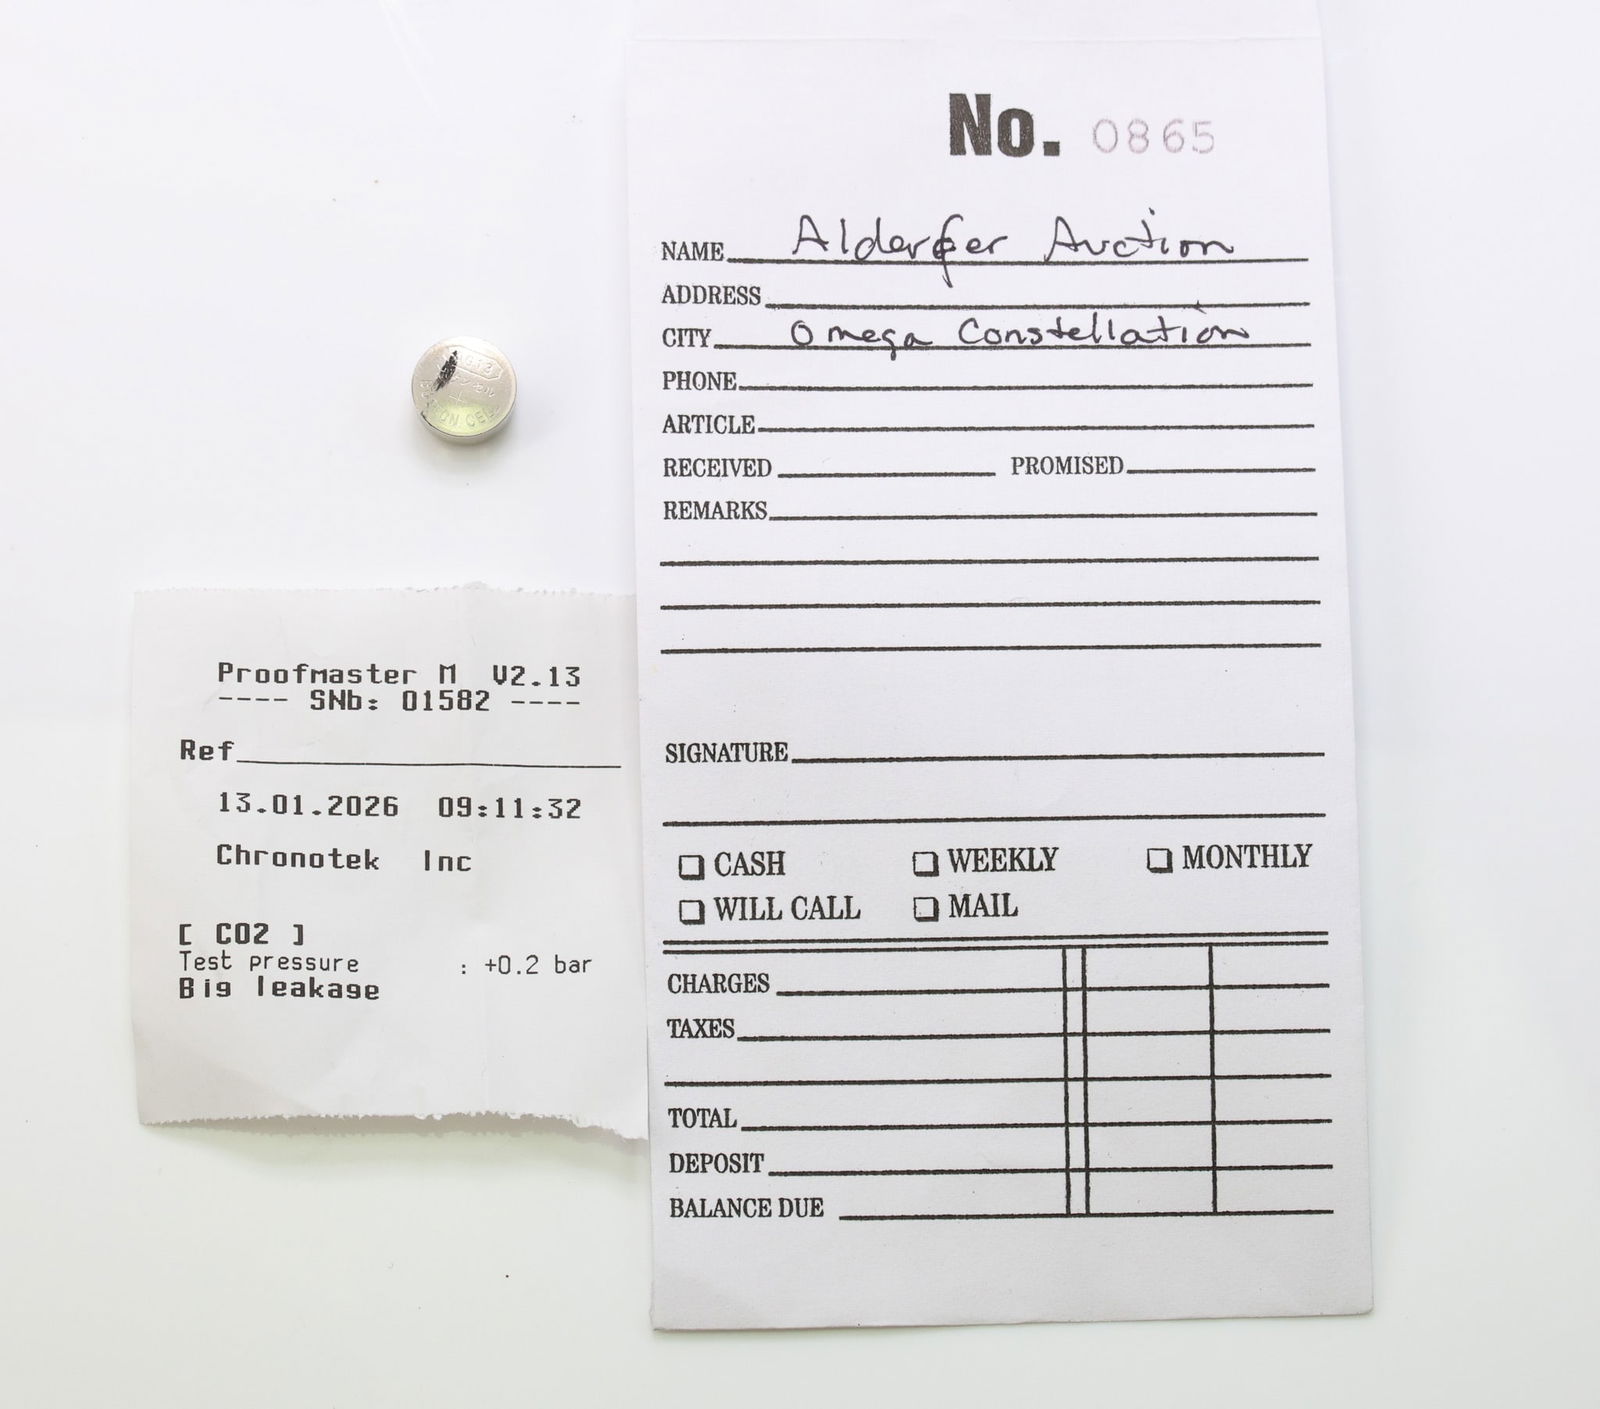 No. 0865
NAME Alderfer Auction
ADDRESS
CITY Omega Constellation
PHONE
ARTICLE
RECEIVED PROMISED
REMARKS
SIGNATURE
CASH WEEKLY MONTHLY
WILL CALL MAIL
CHARGES
TAXES
TOTAL
DEPOSIT
BALANCE DUE
Proofmaster M V2.13
---- SNb: 01582 ----
Ref
13.01.2026 09:11:32
Chronotek Inc
[ CO2 ]
Test pressure : +0.2 bar
Big leakage